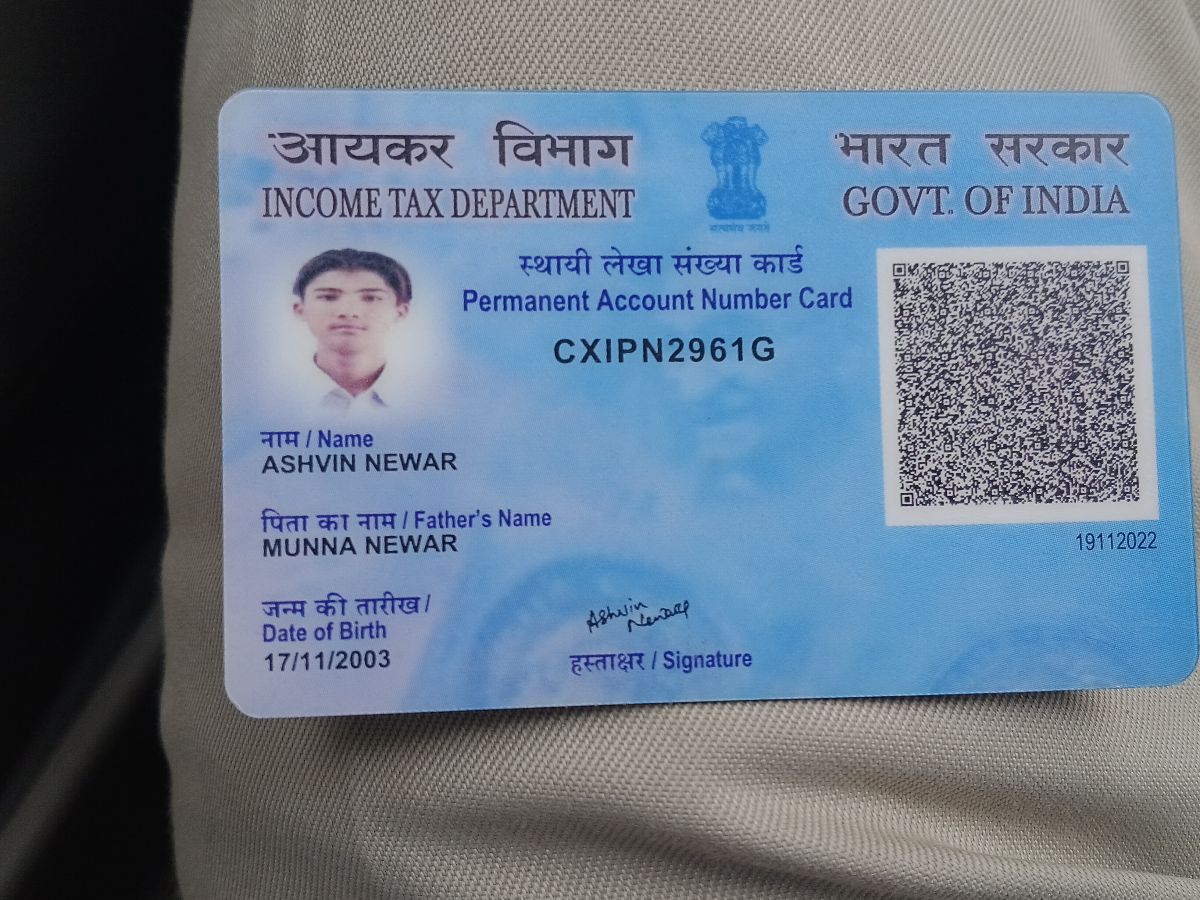 आयकर विभाग
INCOME TAX DEPARTMENT
भारत सरकार
GOVT. OF INDIA
सत्यमेव जयते
स्थायी लेखा संख्या कार्ड
Permanent Account Number Card
CXIPN2961G
नाम / Name
ASHVIN NEWAR
पिता का नाम / Father's Name
MUNNA NEWAR
19112022
जन्म की तारीख /
Date of Birth
17/11/2003
Ashvin
Newar
हस्ताक्षर / Signature